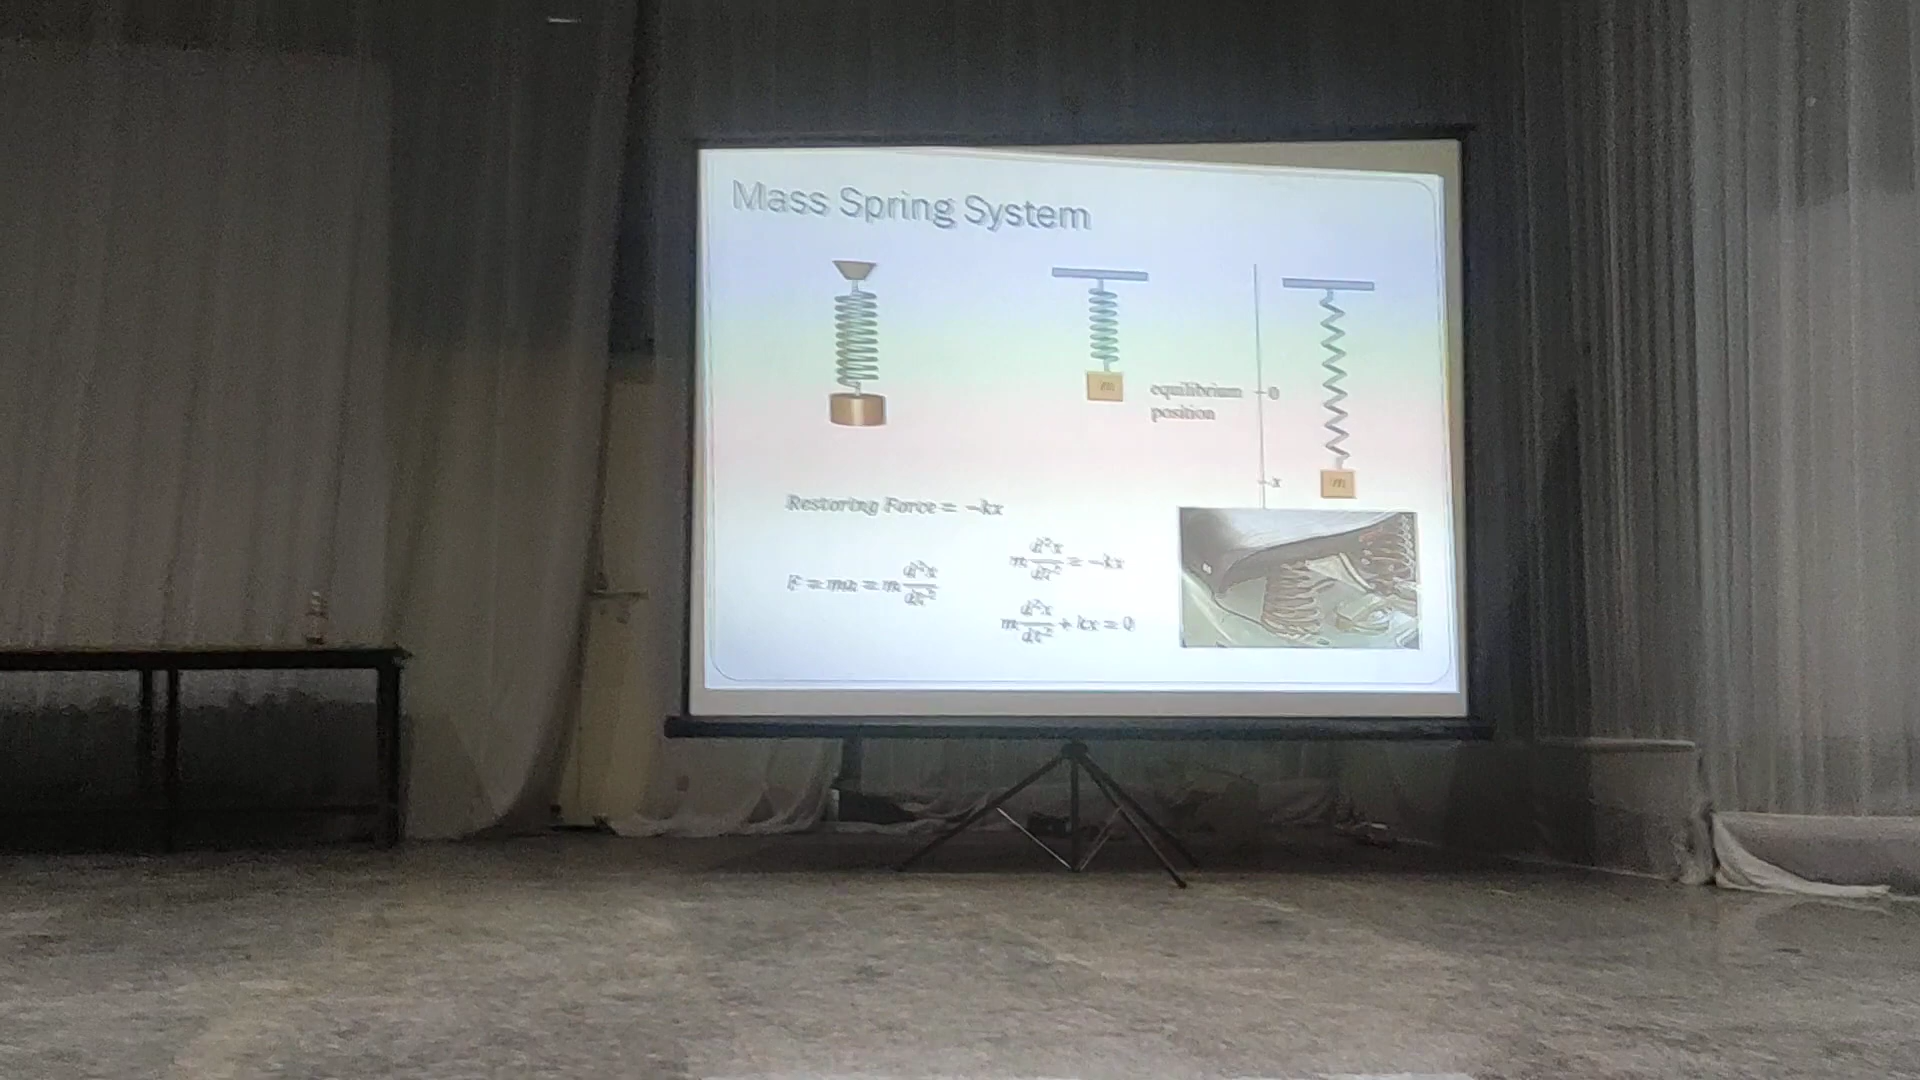 Mass Spring System
m
equilibrium 0
position
x m
Restoring Force = −kx
m d²x/dt² = −kx
F = ma = m d²x/dt²
m d²x/dt² + kx = 0